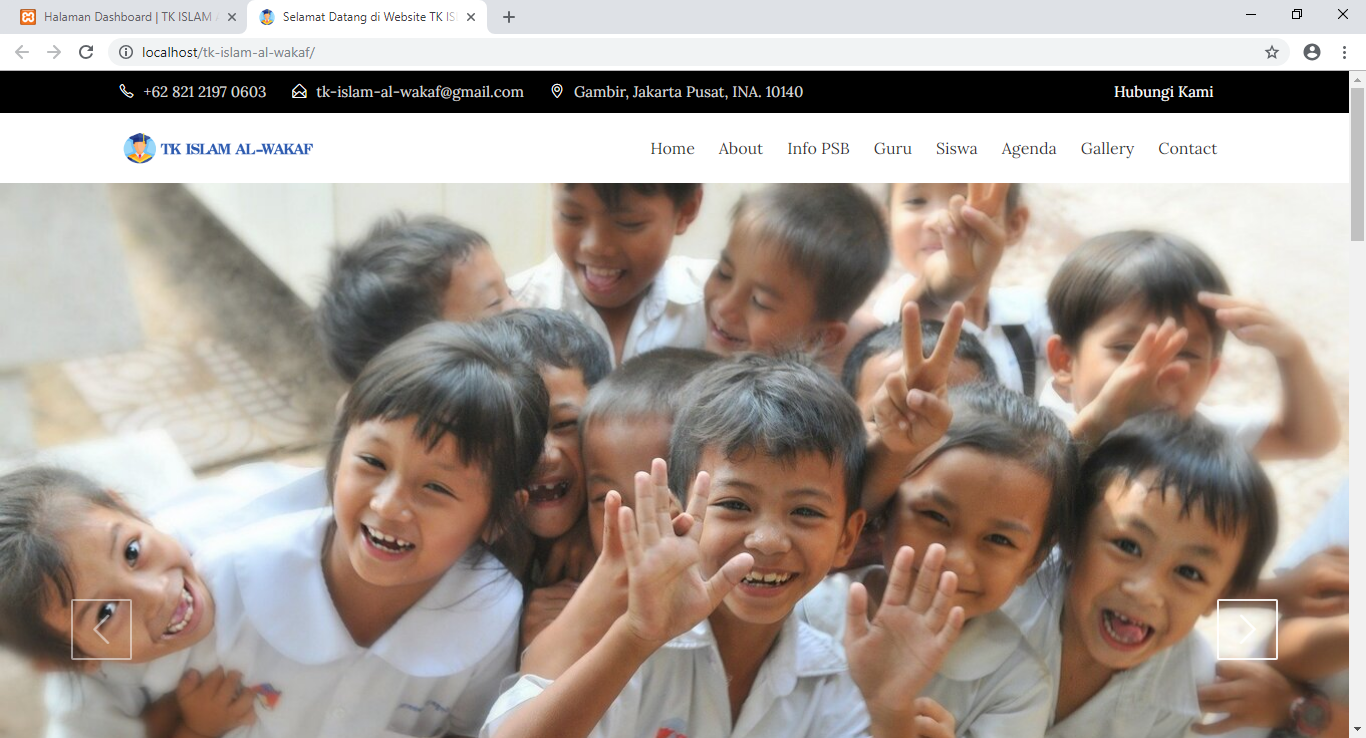 Halaman Dashboard | TK ISLAM
Selamat Datang di Website TK IS
localhost/tk-islam-al-wakaf/
+62 821 2197 0603 tk-islam-al-wakaf@gmail.com Gambir, Jakarta Pusat, INA. 10140 Hubungi Kami
TK ISLAM AL-WAKAF
Home About Info PSB Guru Siswa Agenda Gallery Contact